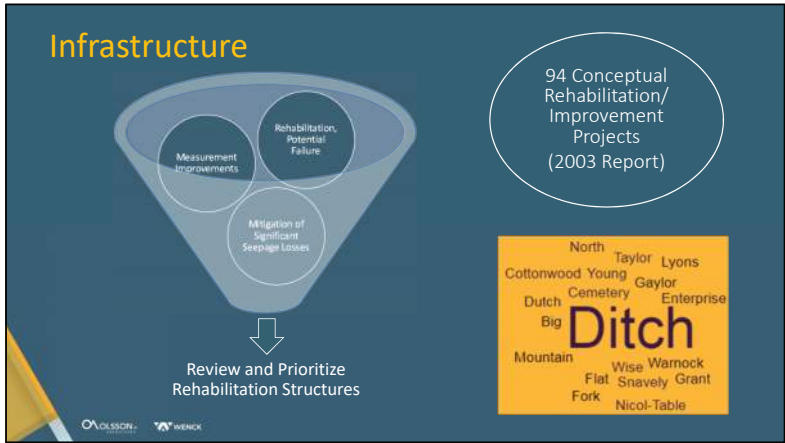 Infrastructure
Rehabilitation,
Potential
Failure
Measurement
Improvements
Mitigation of
Significant
Seepage Losses
Review and Prioritize
Rehabilitation Structures
94 Conceptual
Rehabilitation/
Improvement
Projects
(2003 Report)
North
Taylor Lyons
Cottonwood Young Gaylor
Dutch Cemetery Enterprise
Big Ditch
Mountain
Wise Warnock
Flat Snavely Grant
Fork
Nicol-Table
OLSSON
WENCK